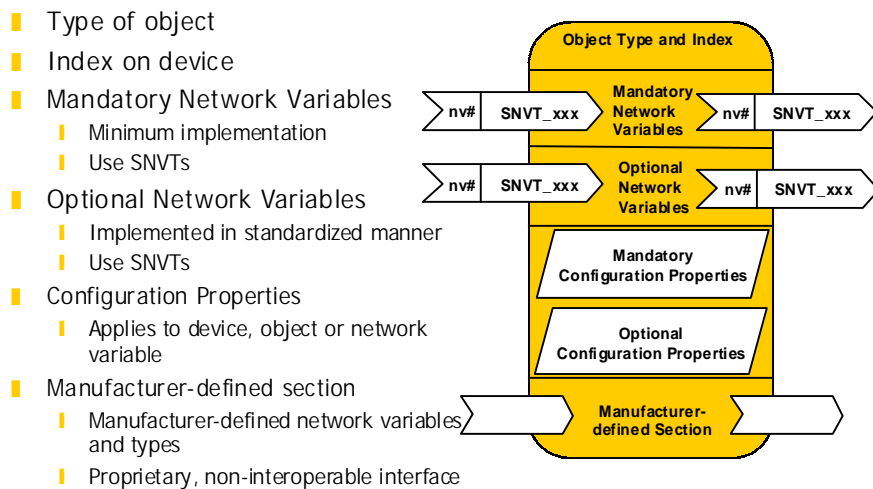 Type of object
Index on device
Mandatory Network Variables
Minimum implementation
Use SNVTs
Optional Network Variables
Implemented in standardized manner
Use SNVTs
Configuration Properties
Applies to device, object or network
variable
Manufacturer-defined section
Manufacturer-defined network variables
and types
Proprietary, non-interoperable interface
Object Type and Index
nv# SNVT_xxx
Mandatory
Network
Variables
nv# SNVT_xxx
nv# SNVT_xxx
Optional
Network
Variables
nv# SNVT_xxx
Mandatory
Configuration Properties
Optional
Configuration Properties
Manufacturer-
defined Section